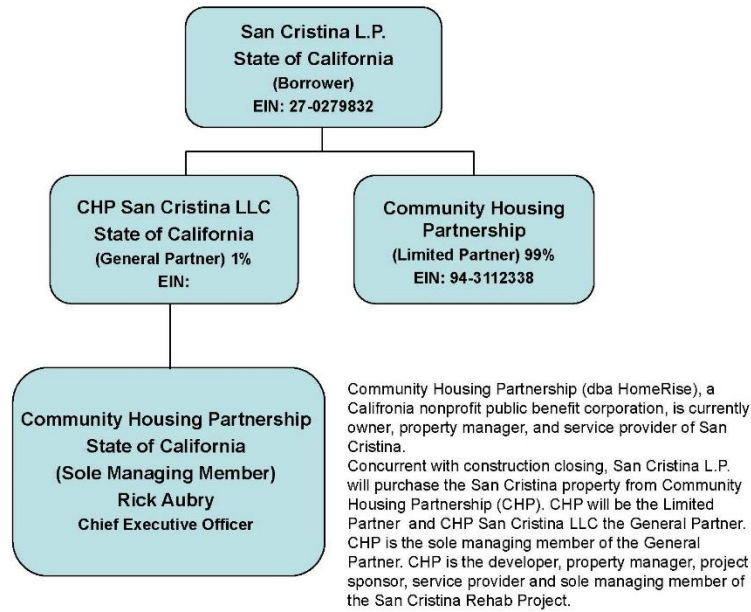 San Cristina L.P.
State of California
(Borrower)
EIN: 27-0279832
CHP San Cristina LLC
State of California
(General Partner) 1%
EIN:
Community Housing
Partnership
(Limited Partner) 99%
EIN: 94-3112338
Community Housing Partnership
State of California
(Sole Managing Member)
Rick Aubry
Chief Executive Officer
Community Housing Partnership (dba HomeRise), a
Califronia nonprofit public benefit corporation, is currently
owner, property manager, and service provider of San
Cristina.
Concurrent with construction closing, San Cristina L.P.
will purchase the San Cristina property from Community
Housing Partnership (CHP). CHP will be the Limited
Partner and CHP San Cristina LLC the General Partner.
CHP is the sole managing member of the General
Partner. CHP is the developer, property manager, project
sponsor, service provider and sole managing member of
the San Cristina Rehab Project.